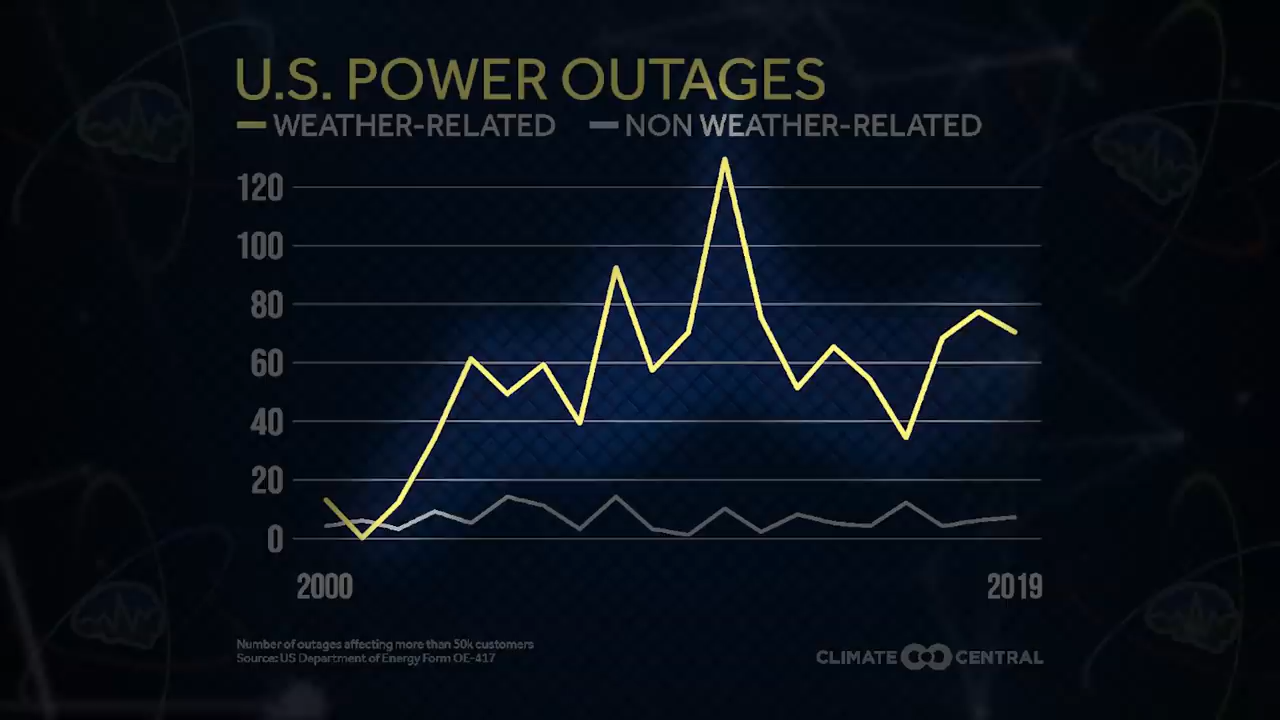 U.S. POWER OUTAGES
WEATHER-RELATED NON WEATHER-RELATED
120
100
80
60
40
20
0
2000 2019
Number of outages affecting more than 50k customers
Source: US Department of Energy Form OE-417
CLIMATE CENTRAL